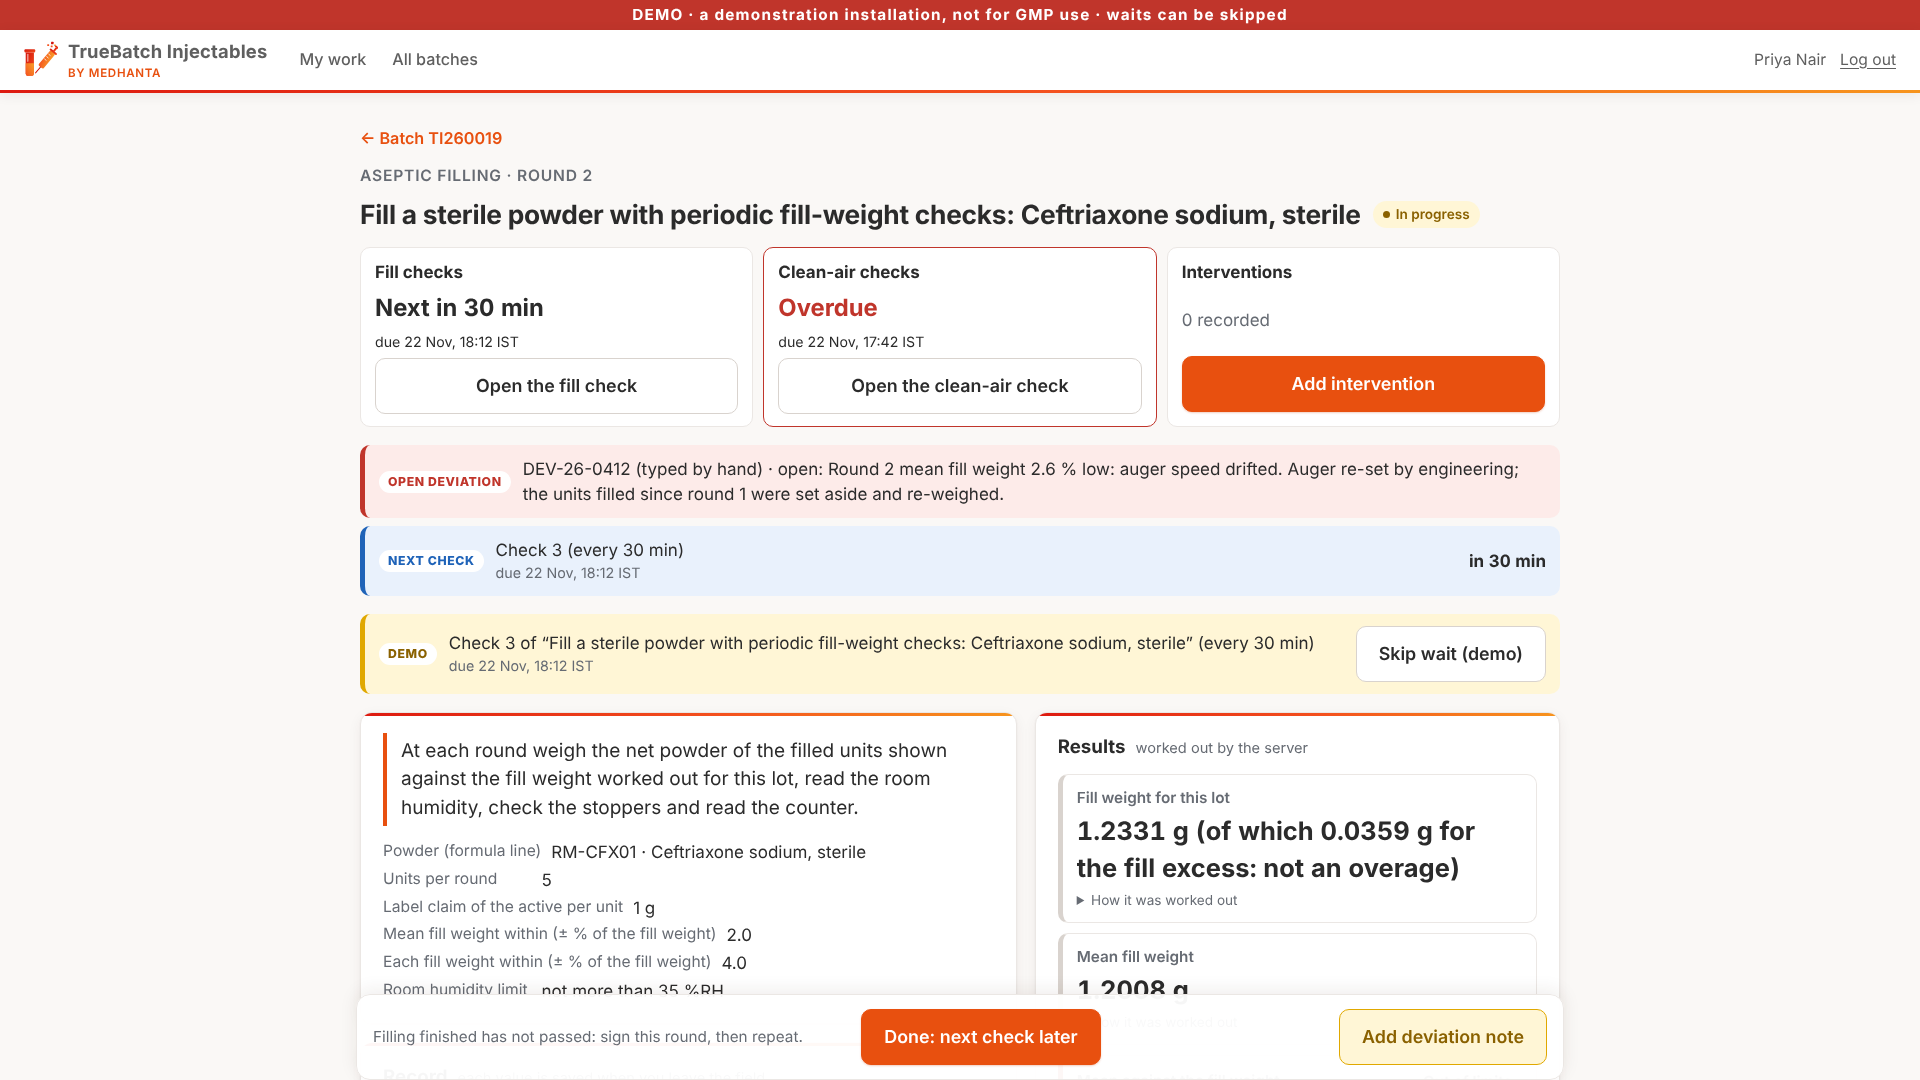 DEMO · a demonstration installation, not for GMP use · waits can be skipped
TrueBatch Injectables
BY MEDHANTA
My work
All batches
Priya Nair
Log out
← Batch TI260019
ASEPTIC FILLING · ROUND 2
Fill a sterile powder with periodic fill-weight checks: Ceftriaxone sodium, sterile
In progress
Fill checks
Next in 30 min
due 22 Nov, 18:12 IST
Open the fill check
Clean-air checks
Overdue
due 22 Nov, 17:42 IST
Open the clean-air check
Interventions
0 recorded
Add intervention
OPEN DEVIATION
DEV-26-0412 (typed by hand) · open: Round 2 mean fill weight 2.6 % low: auger speed drifted. Auger re-set by engineering;
the units filled since round 1 were set aside and re-weighed.
NEXT CHECK
Check 3 (every 30 min)
due 22 Nov, 18:12 IST
in 30 min
DEMO
Check 3 of “Fill a sterile powder with periodic fill-weight checks: Ceftriaxone sodium, sterile” (every 30 min)
due 22 Nov, 18:12 IST
Skip wait (demo)
At each round weigh the net powder of the filled units shown
against the fill weight worked out for this lot, read the room
humidity, check the stoppers and read the counter.
Powder (formula line) RM-CFX01 · Ceftriaxone sodium, sterile
Units per round 5
Label claim of the active per unit 1 g
Mean fill weight within (± % of the fill weight) 2.0
Each fill weight within (± % of the fill weight) 4.0
Room humidity limit not more than 35 %RH
Results worked out by the server
Fill weight for this lot
1.2331 g (of which 0.0359 g for
the fill excess: not an overage)
▶ How it was worked out
Mean fill weight
1.2008 g
Filling finished has not passed: sign this round, then repeat.
Done: next check later
Add deviation note